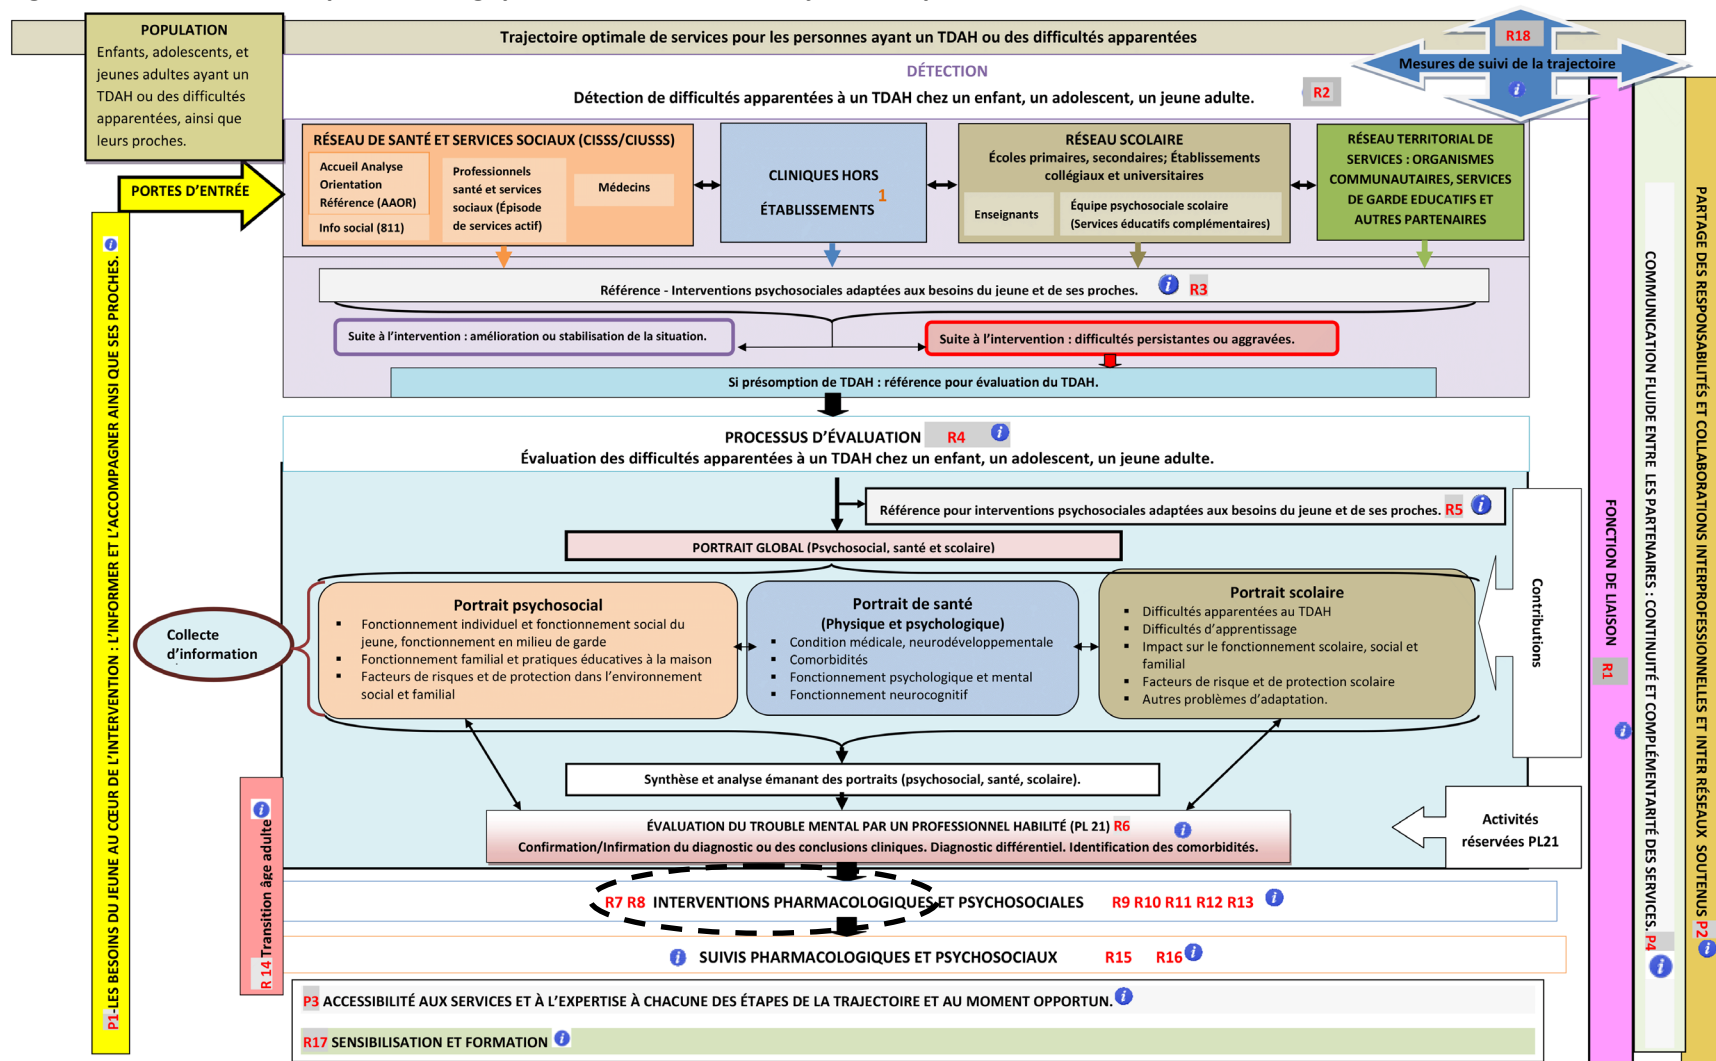 POPULATION
Enfants, adolescents, et
jeunes adultes ayant un
TDAH ou des difficultés
apparentées, ainsi que
leurs proches.
Trajectoire optimale de services pour les personnes ayant un TDAH ou des difficultés apparentées
R18
Mesures de suivi de la trajectoire
DÉTECTION
Détection de difficultés apparentées à un TDAH chez un enfant, un adolescent, un jeune adulte.
R2
PORTES D'ENTRÉE
RÉSEAU DE SANTÉ ET SERVICES SOCIAUX (CISSS/CIUSSS)
Accueil Analyse
Orientation
Référence (AAOR)
Info social (811)
Professionnels
santé et services
sociaux (Épisode
de services actif)
Médecins
CLINIQUES HORS
ÉTABLISSEMENTS 1
RÉSEAU SCOLAIRE
Écoles primaires, secondaires; Établissements
collégiaux et universitaires
Enseignants
Équipe psychosociale scolaire
(Services éducatifs complémentaires)
RÉSEAU TERRITORIAL DE
SERVICES : ORGANISMES
COMMUNAUTAIRES, SERVICES
DE GARDE EDUCATIFS ET
AUTRES PARTENAIRES
Référence - Interventions psychosociales adaptées aux besoins du jeune et de ses proches. R3
Suite à l'intervention : amélioration ou stabilisation de la situation.
Suite à l'intervention : difficultés persistantes ou aggravées.
Si présomption de TDAH : référence pour évaluation du TDAH.
PROCESSUS D'ÉVALUATION R4
Évaluation des difficultés apparentées à un TDAH chez un enfant, un adolescent, un jeune adulte.
Référence pour interventions psychosociales adaptées aux besoins du jeune et de ses proches. R5
PORTRAIT GLOBAL (Psychosocial, santé et scolaire)
Collecte
d'information
Portrait psychosocial
▪ Fonctionnement individuel et fonctionnement social du
jeune, fonctionnement en milieu de garde
▪ Fonctionnement familial et pratiques éducatives à la maison
▪ Facteurs de risques et de protection dans l'environnement
social et familial
Portrait de santé
(Physique et psychologique)
▪ Condition médicale, neurodéveloppementale
▪ Comorbidités
▪ Fonctionnement psychologique et mental
▪ Fonctionnement neurocognitif
Portrait scolaire
▪ Difficultés apparentées au TDAH
▪ Difficultés d'apprentissage
▪ Impact sur le fonctionnement scolaire, social et
familial
▪ Facteurs de risque et de protection scolaire
▪ Autres problèmes d'adaptation.
Contributions
Synthèse et analyse émanant des portraits (psychosocial, santé, scolaire).
ÉVALUATION DU TROUBLE MENTAL PAR UN PROFESSIONNEL HABILITÉ (PL 21) R6
Confirmation/Infirmation du diagnostic ou des conclusions cliniques. Diagnostic différentiel. Identification des comorbidités.
Activités
réservées PL21
R7 R8 INTERVENTIONS PHARMACOLOGIQUES ET PSYCHOSOCIALES R9 R10 R11 R12 R13
SUIVIS PHARMACOLOGIQUES ET PSYCHOSOCIAUX R15 R16
P3 ACCESSIBILITÉ AUX SERVICES ET À L'EXPERTISE À CHACUNE DES ÉTAPES DE LA TRAJECTOIRE ET AU MOMENT OPPORTUN.
R17 SENSIBILISATION ET FORMATION
P1-LES BESOINS DU JEUNE AU CŒUR DE L'INTERVENTION : L'INFORMER ET L'ACCOMPAGNER AINSI QUE SES PROCHES.
R 14 Transition âge adulte
FONCTION DE LIAISON R1
COMMUNICATION FLUIDE ENTRE LES PARTENAIRES : CONTINUITÉ ET COMPLÉMENTARITÉ DES SERVICES. P4
PARTAGE DES RESPONSABILITÉS ET COLLABORATIONS INTERPROFESSIONNELLES ET INTER RÉSEAUX SOUTENUS P2